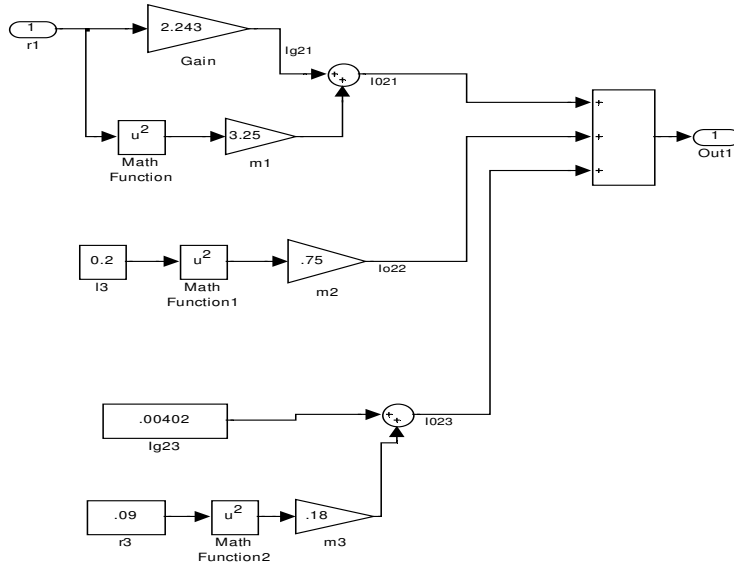 1
r1
2.243
Gain
Ig21
+
+
I021
u2
Math
Function
3.25
m1
+
+
+
1
Out1
0.2
l3
u2
Math
Function1
.75
m2
Io22
.00402
Ig23
+
+
I023
.09
r3
u2
Math
Function2
.18
m3